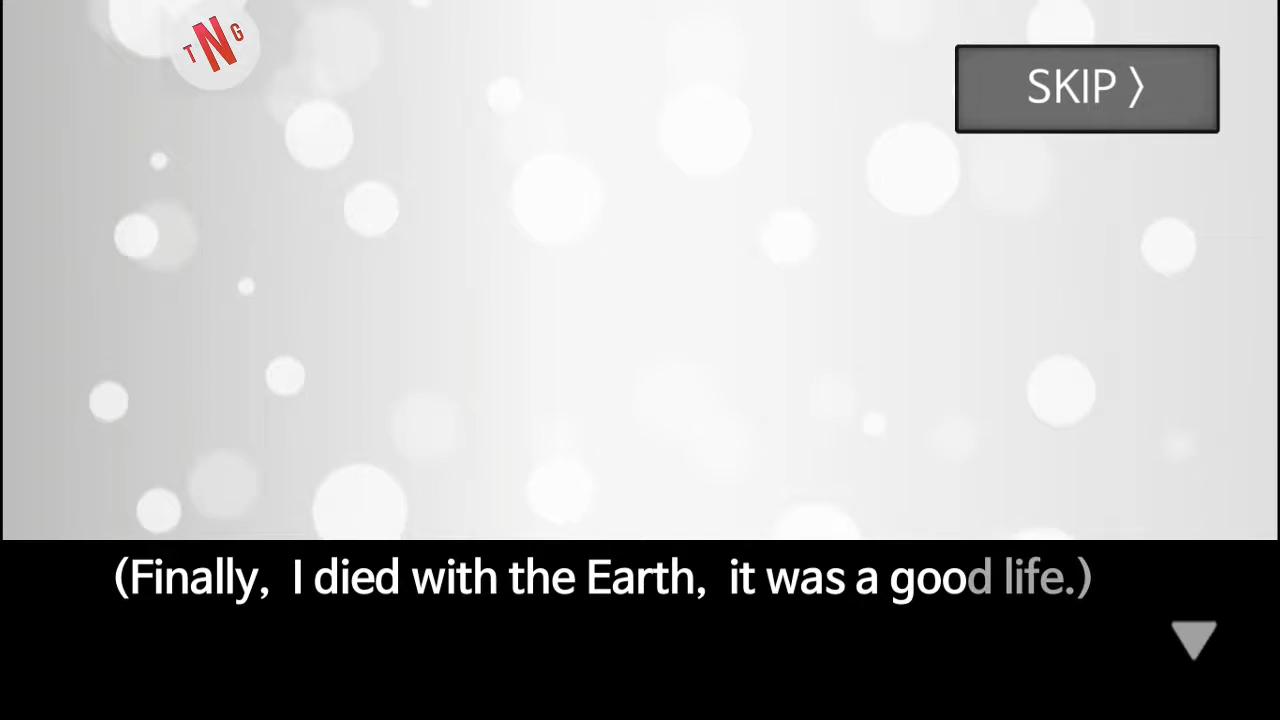 TNG
SKIP 〉
(Finally, I died with the Earth, it was a good life.)